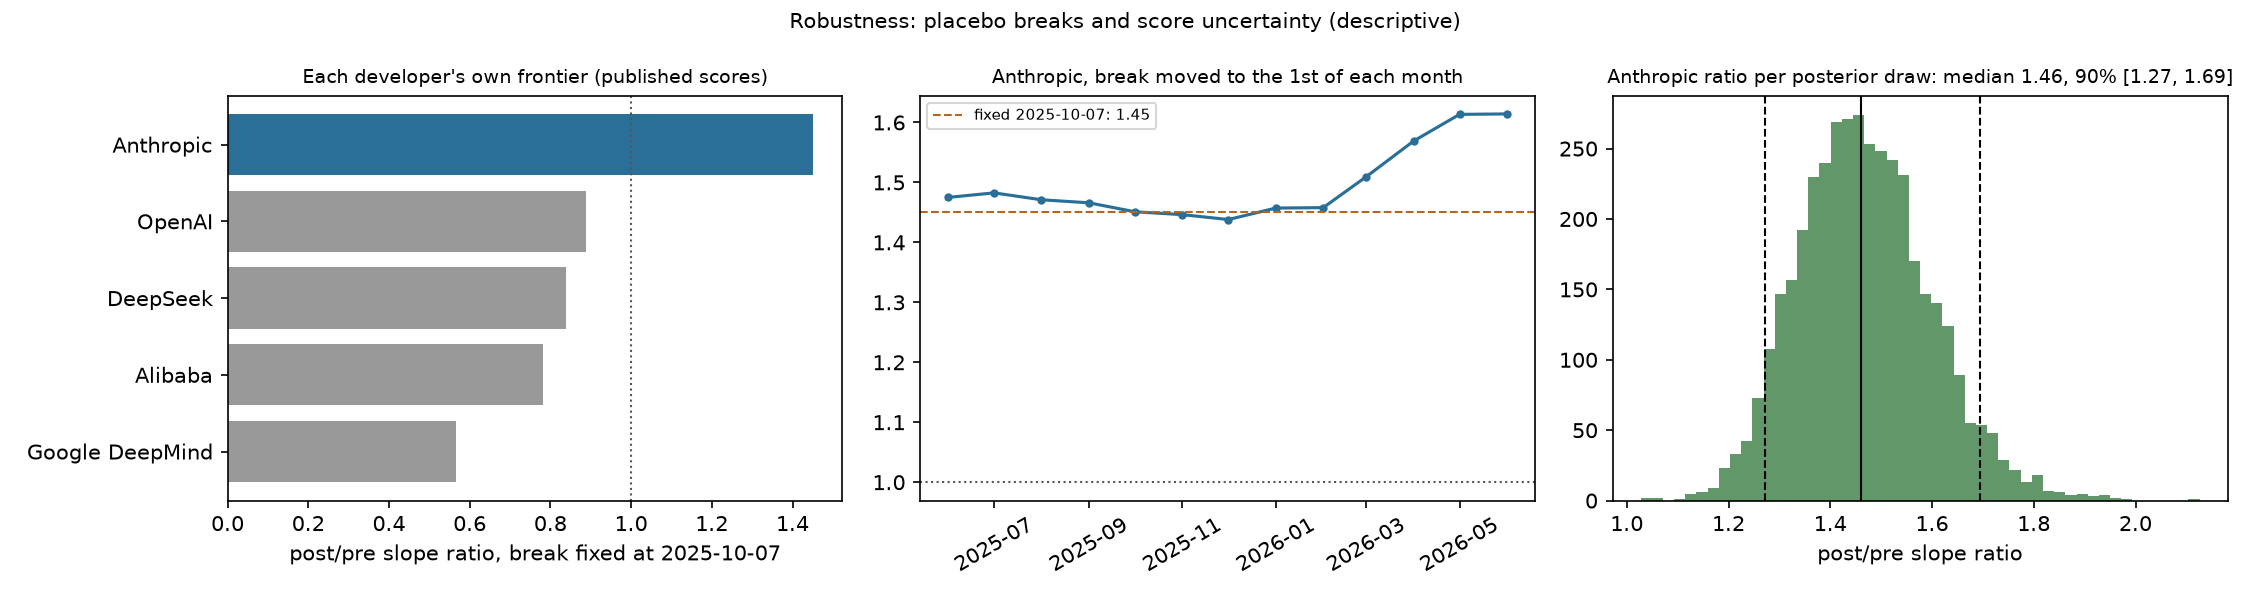 Robustness: placebo breaks and score uncertainty (descriptive)
Each developer's own frontier (published scores)
Anthropic
OpenAI
DeepSeek
Alibaba
Google DeepMind
0.0 0.2 0.4 0.6 0.8 1.0 1.2 1.4
post/pre slope ratio, break fixed at 2025-10-07
Anthropic, break moved to the 1st of each month
fixed 2025-10-07: 1.45
1.6
1.5
1.4
1.3
1.2
1.1
1.0
2025-07 2025-09 2025-11 2026-01 2026-03 2026-05
Anthropic ratio per posterior draw: median 1.46, 90% [1.27, 1.69]
250
200
150
100
50
0
1.0 1.2 1.4 1.6 1.8 2.0
post/pre slope ratio